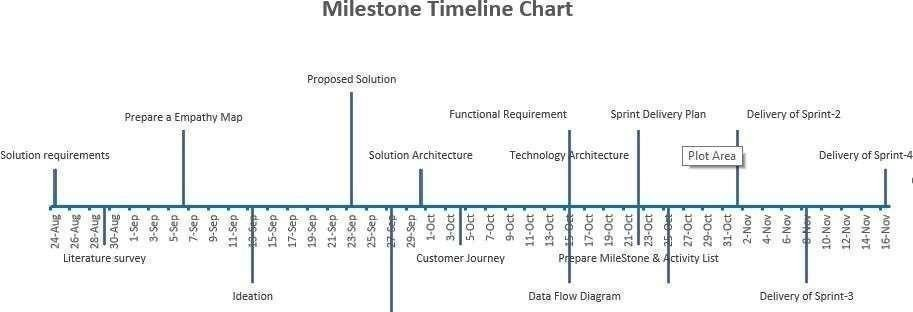 Milestone Timeline Chart
Proposed Solution
Prepare a Empathy Map
Functional Requirement
Sprint Delivery Plan
Delivery of Sprint-2
Solution requirements
Solution Architecture
Technology Architecture
Plot Area
Delivery of Sprint-4
24-Aug
26-Aug
28-Aug
30-Aug
1-Sep
3-Sep
5-Sep
7-Sep
9-Sep
11-Sep
13-Sep
15-Sep
17-Sep
19-Sep
21-Sep
23-Sep
25-Sep
27-Sep
29-Sep
1-Oct
3-Oct
5-Oct
7-Oct
9-Oct
11-Oct
13-Oct
15-Oct
17-Oct
19-Oct
21-Oct
23-Oct
25-Oct
27-Oct
29-Oct
31-Oct
2-Nov
4-Nov
6-Nov
8-Nov
10-Nov
12-Nov
14-Nov
16-Nov
Literature survey
Customer Journey
Prepare MileStone & Activity List
Ideation
Data Flow Diagram
Delivery of Sprint-3